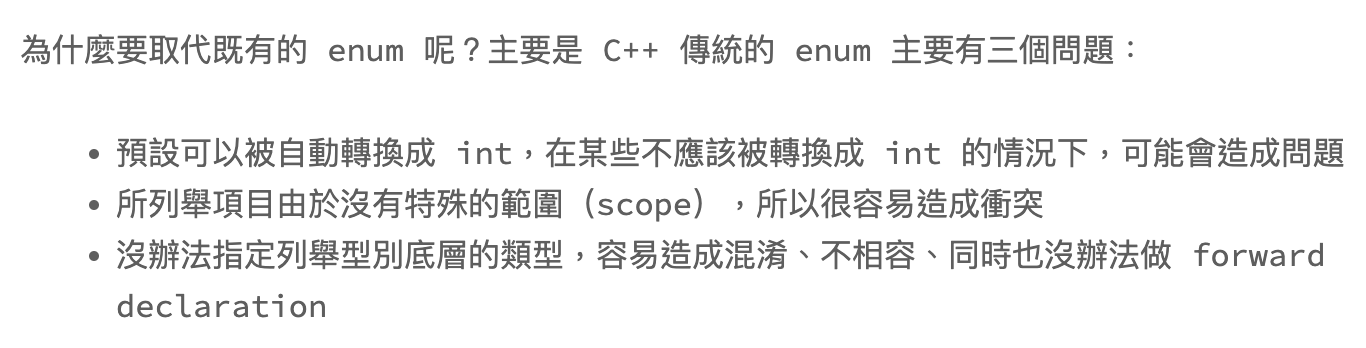 為什麼要取代既有的 enum 呢？主要是 C++ 傳統的 enum 主要有三個問題：
• 預設可以被自動轉換成 int，在某些不應該被轉換成 int 的情況下，可能會造成問題
• 所列舉項目由於沒有特殊的範圍（scope），所以很容易造成衝突
• 沒辦法指定列舉型別底層的類型，容易造成混淆、不相容、同時也沒辦法做 forward
declaration